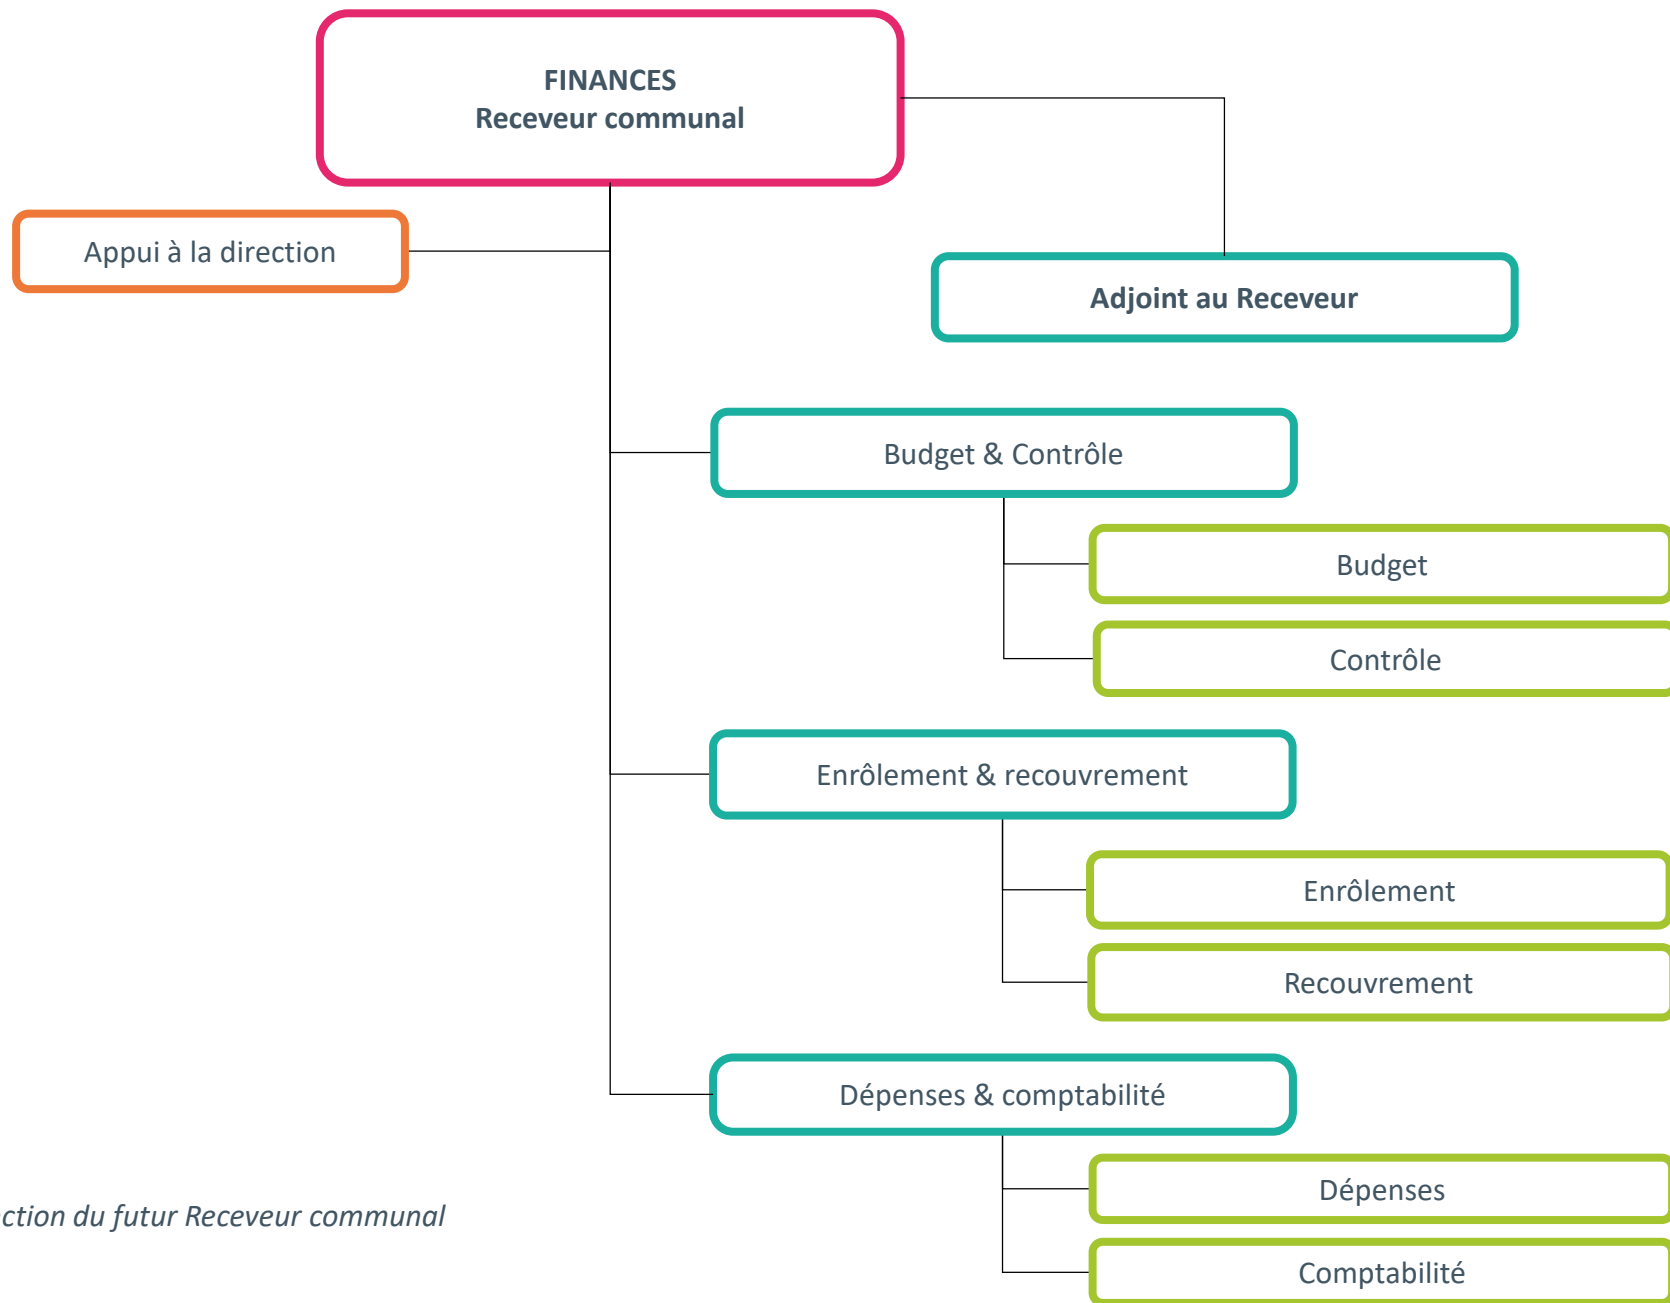 FINANCES
Receveur communal
Appui à la direction
Adjoint au Receveur
Budget & Contrôle
Budget
Contrôle
Enrôlement & recouvrement
Enrôlement
Recouvrement
Dépenses & comptabilité
Dépenses
Comptabilité
du futur Receveur communal